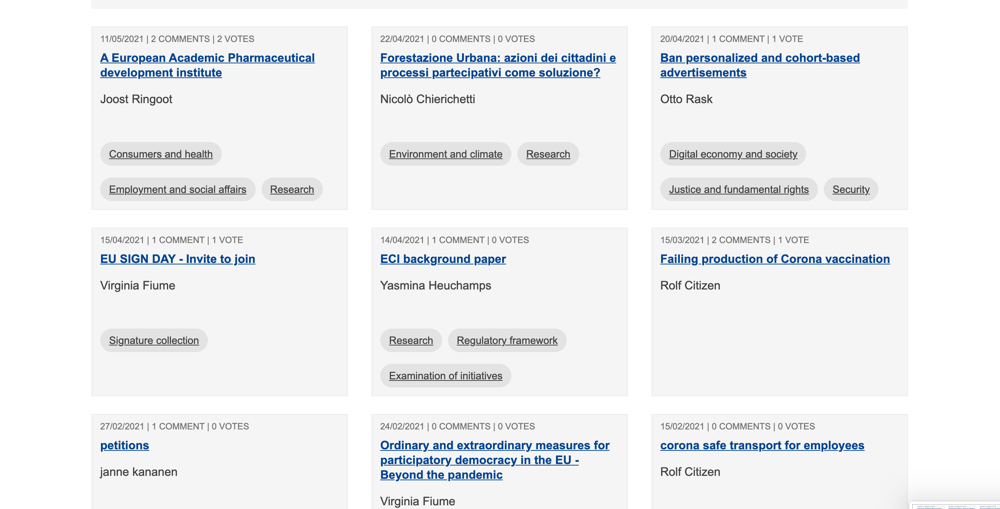 11/05/2021 | 2 COMMENTS | 2 VOTES
A European Academic Pharmaceutical
development institute
Joost Ringoot
Consumers and health
Employment and social affairs
Research
22/04/2021 | 0 COMMENTS | 0 VOTES
Forestazione Urbana: azioni dei cittadini e
processi partecipativi come soluzione?
Nicolò Chierichetti
Environment and climate
Research
20/04/2021 | 1 COMMENT | 1 VOTE
Ban personalized and cohort-based
advertisements
Otto Rask
Digital economy and society
Justice and fundamental rights
Security
15/04/2021 | 1 COMMENT | 1 VOTE
EU SIGN DAY - Invite to join
Virginia Fiume
Signature collection
14/04/2021 | 1 COMMENT | 0 VOTES
ECI background paper
Yasmina Heuchamps
Research
Regulatory framework
Examination of initiatives
15/03/2021 | 2 COMMENTS | 1 VOTE
Failing production of Corona vaccination
Rolf Citizen
27/02/2021 | 1 COMMENT | 0 VOTES
petitions
janne kananen
24/02/2021 | 0 COMMENTS | 0 VOTES
Ordinary and extraordinary measures for
participatory democracy in the EU -
Beyond the pandemic
Virginia Fiume
15/02/2021 | 0 COMMENTS | 0 VOTES
corona safe transport for employees
Rolf Citizen